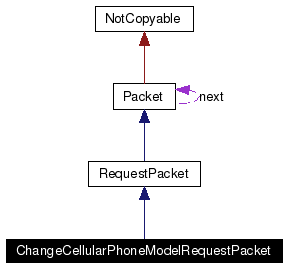 NotCopyable
Packet
next
RequestPacket
ChangeCellularPhoneModelRequestPacket